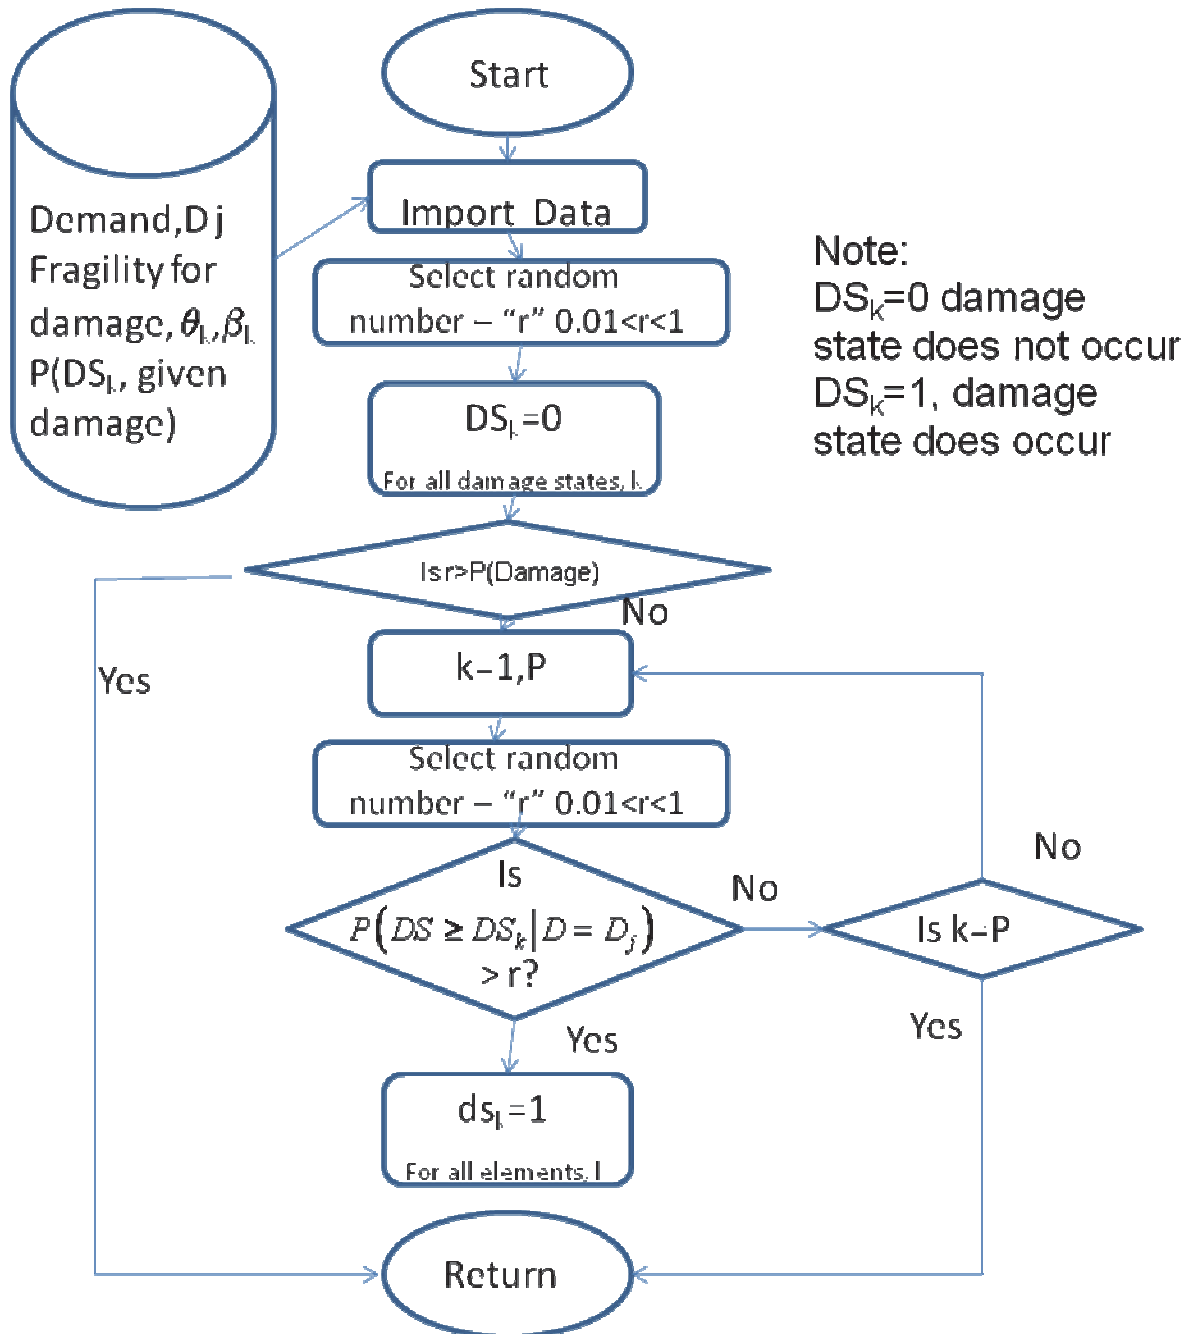 Start
Demand,Dj
Fragility for
damage, θk,βk
P(DSk, given
damage)
Import Data
Select random
number – “r” 0.01<r<1
DSk=0
For all damage states, k
Note:
DSk=0 damage
state does not occur
DSk=1, damage
state does occur
Is r>P(Damage)
No
Yes
k=1,P
Select random
number – “r” 0.01<r<1
Is
P(DS ≥ DSk|D = Dj)
> r?
No
No
Is k=P
Yes
Yes
dsk=1
For all elements, l
Return